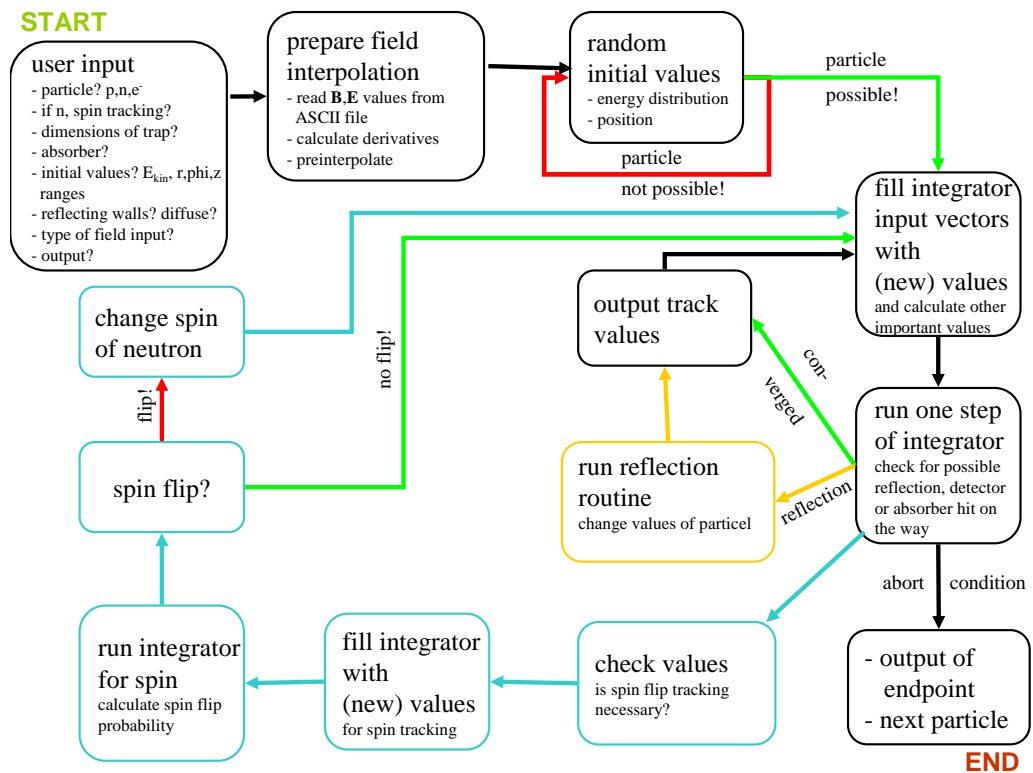 START
user input
- particle? p,n,e-
- if n, spin tracking?
- dimensions of trap?
- absorber?
- initial values? Ekin, r,phi,z
ranges
- reflecting walls? diffuse?
- type of field input?
- output?
prepare field
interpolation
- read B,E values from
ASCII file
- calculate derivatives
- preinterpolate
random
initial values
- energy distribution
- position
particle
possible!
particle
not possible!
fill integrator
input vectors
with
(new) values
and calculate other
important values
output track
values
change spin
of neutron
no flip!
flip!
con-
verged
run one step
of integrator
check for possible
reflection, detector
or absorber hit on
the way
run reflection
routine
change values of particel
reflection
spin flip?
abort
condition
run integrator
for spin
calculate spin flip
probability
fill integrator
with
(new) values
for spin tracking
check values
is spin flip tracking
necessary?
- output of
endpoint
- next particle
END